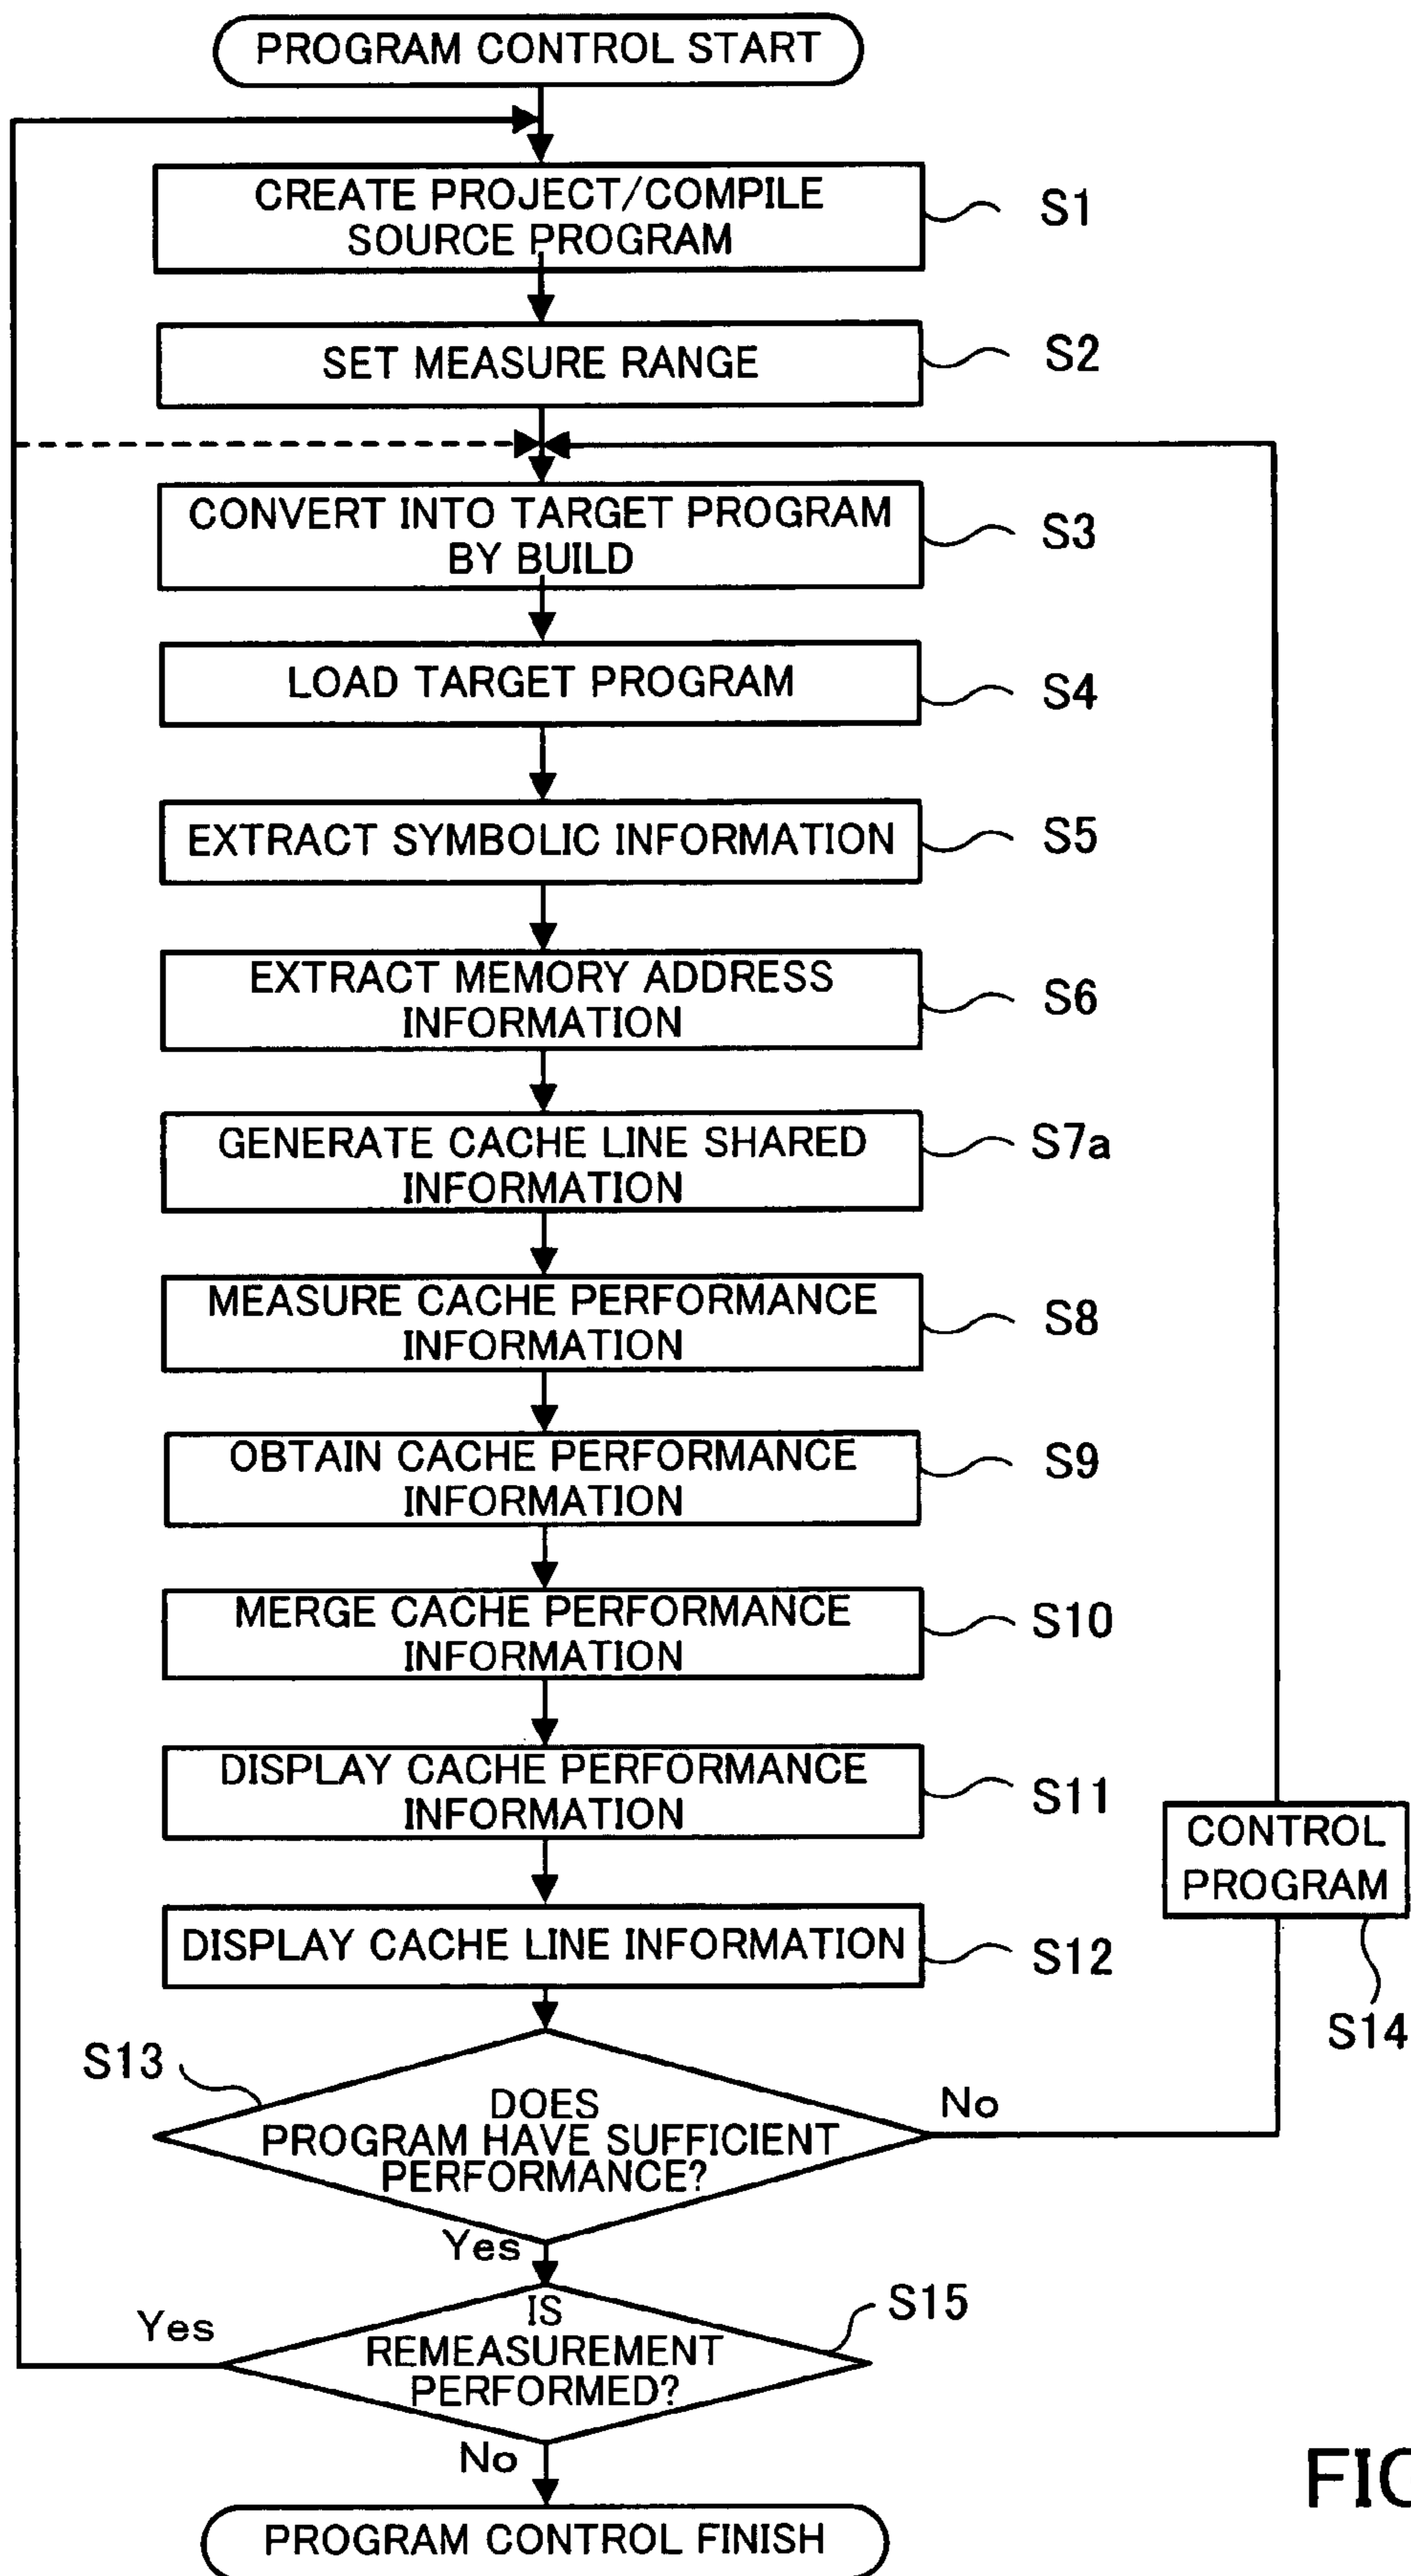 PROGRAM CONTROL START
CREATE PROJECT/COMPILE
SOURCE PROGRAM
S1
SET MEASURE RANGE
S2
CONVERT INTO TARGET PROGRAM
BY BUILD
S3
LOAD TARGET PROGRAM
S4
EXTRACT SYMBOLIC INFORMATION
S5
EXTRACT MEMORY ADDRESS
INFORMATION
S6
GENERATE CACHE LINE SHARED
INFORMATION
S7a
MEASURE CACHE PERFORMANCE
INFORMATION
S8
OBTAIN CACHE PERFORMANCE
INFORMATION
S9
MERGE CACHE PERFORMANCE
INFORMATION
S10
DISPLAY CACHE PERFORMANCE
INFORMATION
S11
CONTROL
PROGRAM
S14
DISPLAY CACHE LINE INFORMATION
S12
S13
DOES
PROGRAM HAVE SUFFICIENT
PERFORMANCE?
No
Yes
IS
REMEASUREMENT
PERFORMED?
S15
Yes
No
PROGRAM CONTROL FINISH